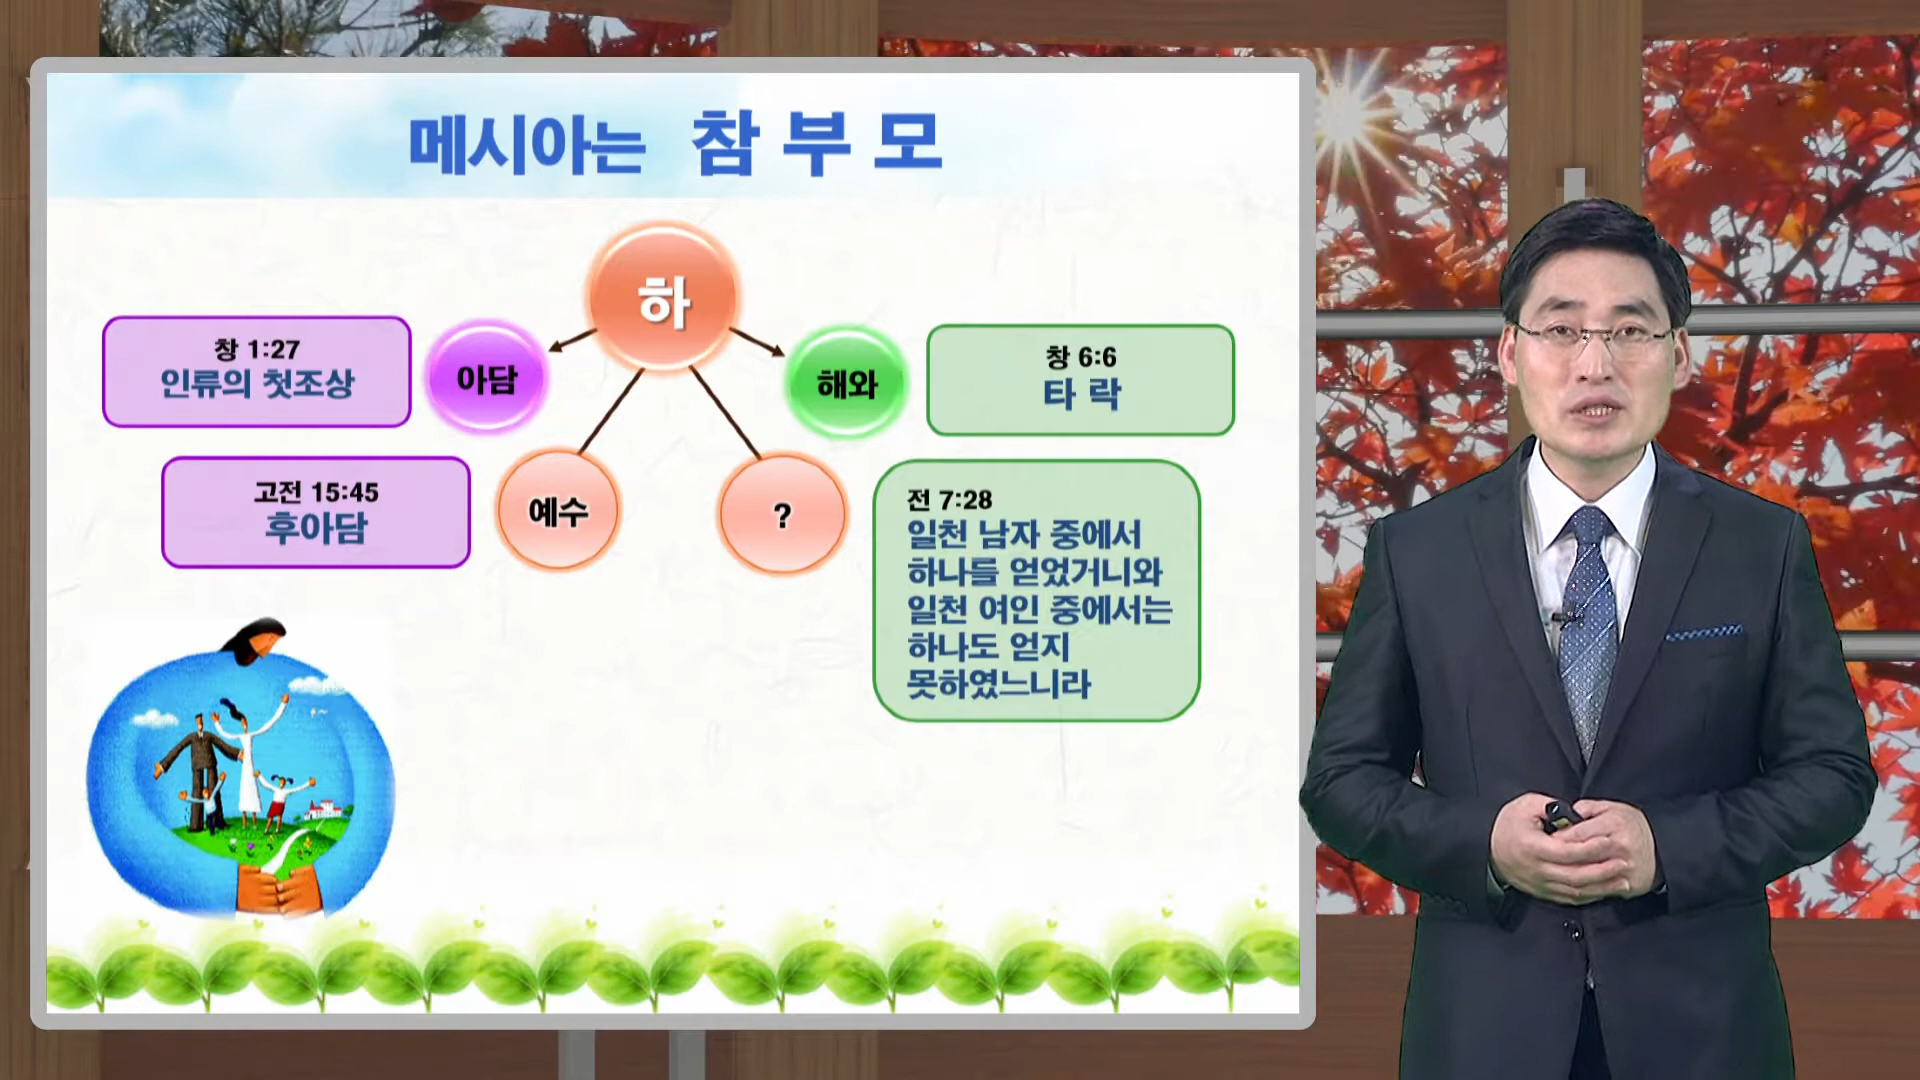 메시아는 참 부 모
하
창 1:27
인류의 첫조상
아담
해와
창 6:6
타 락
고전 15:45
후아담
예수
?
전 7:28
일천 남자 중에서
하나를 얻었거니와
일천 여인 중에서는
하나도 얻지
못하였느니라